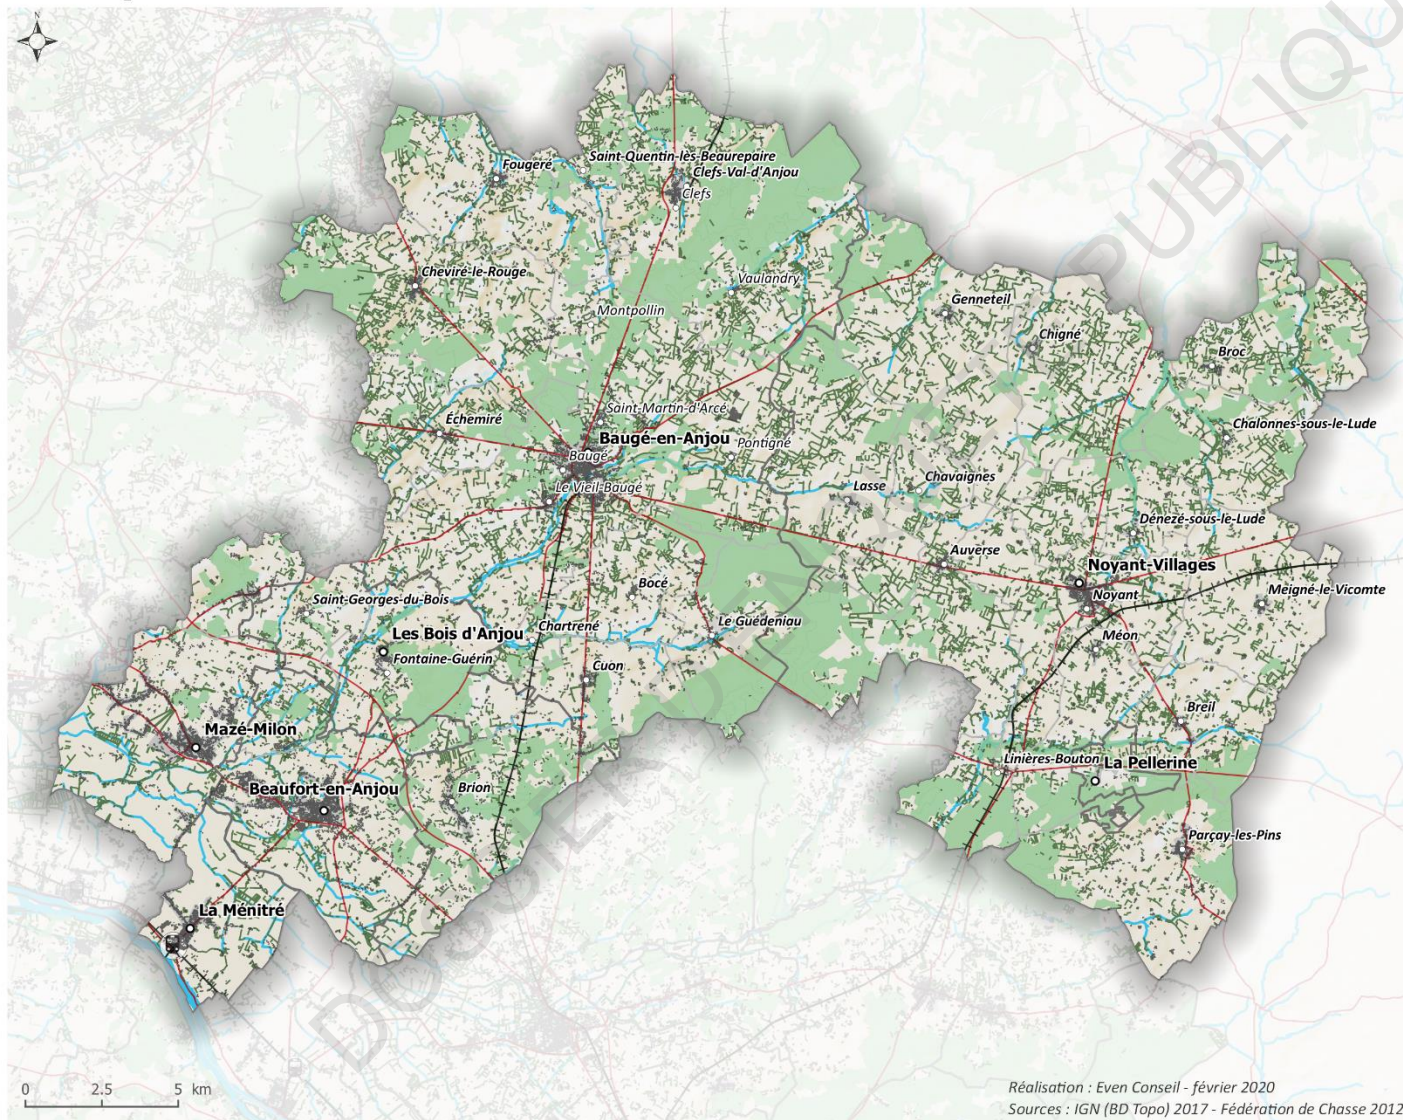 N
Saint-Quentin-lès-Beaurepaire
Fougeré
Clefs-Val-d'Anjou
Clefs
Cheviré-le-Rouge
Vaulandry
Genneteil
Montpollin
Chigné
Broc
Saint-Martin-d'Arcé
Échemiré
Chalonnes-sous-le-Lude
Baugé-en-Anjou
Pontigné
Baugé
Chavaignes
Lasse
Le Vieil-Baugé
Dénezé-sous-le-Lude
Auverse
Noyant-Villages
Bocé
Meigné-le-Vicomte
Noyant
Saint-Georges-du-Bois
Le Guédeniau
Chartrené
Les Bois d'Anjou
Méon
Fontaine-Guérin
Cuon
Breil
Mazé-Milon
Linières-Bouton
La Pellerine
Beaufort-en-Anjou
Brion
Parçay-les-Pins
La Ménitré
0 2.5 5 km
Réalisation : Even Conseil - février 2020
Sources : IGN (BD Topo) 2017 - Fédération de Chasse 2012